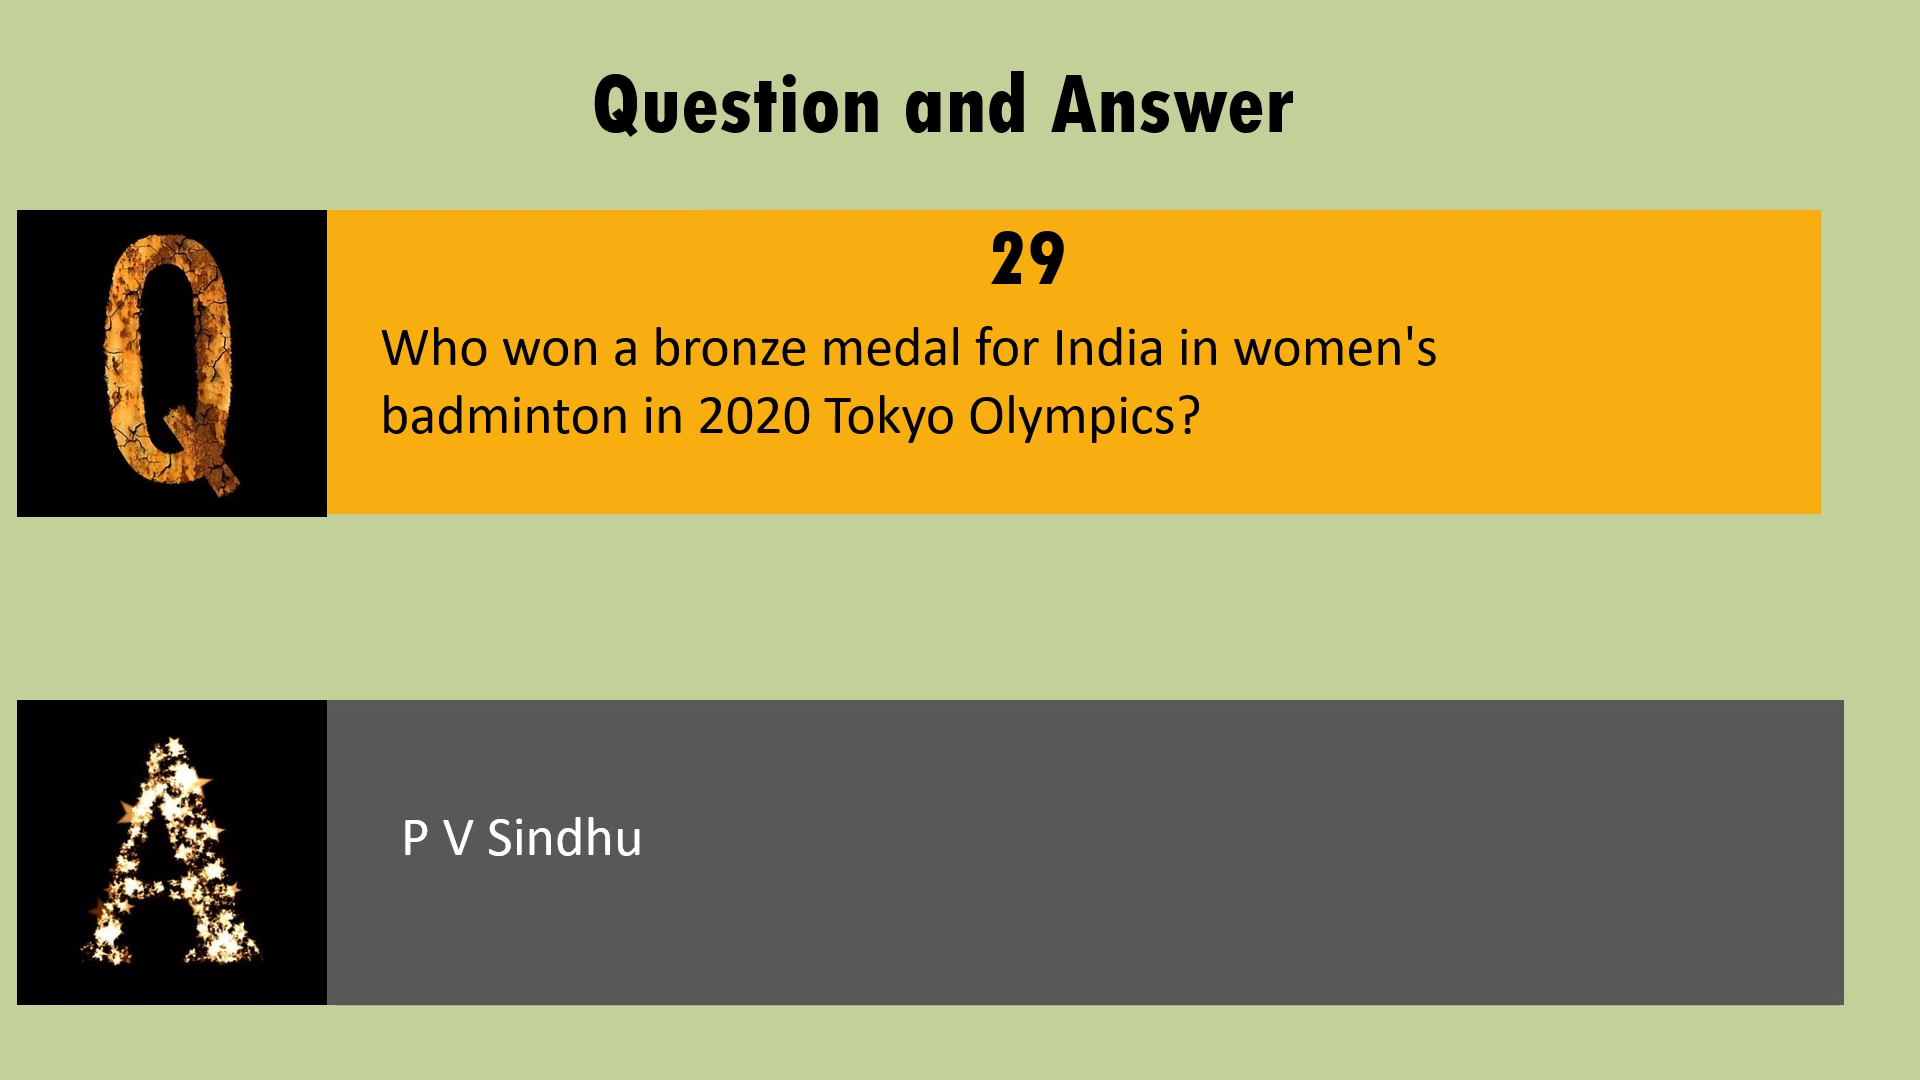 Question and Answer
Q
29
Who won a bronze medal for India in women's
badminton in 2020 Tokyo Olympics?
A
P V Sindhu